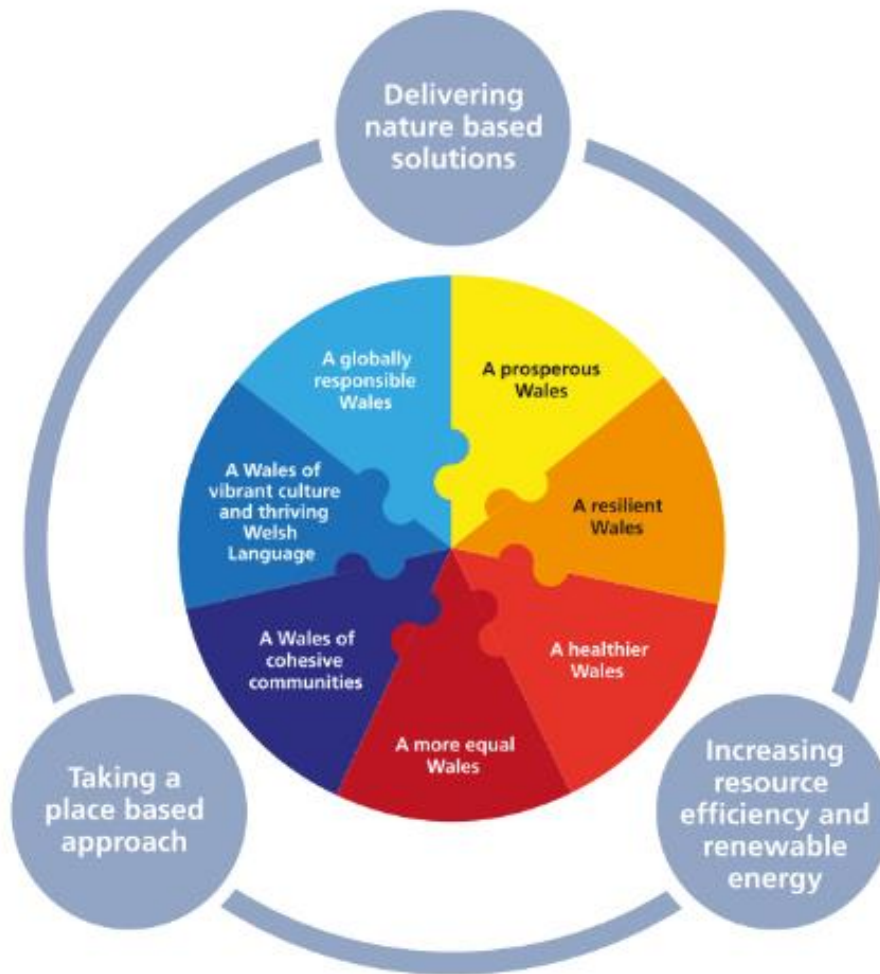 Delivering
nature based
solutions
A globally
responsible
Wales
A prosperous
Wales
A Wales of
vibrant culture
and thriving
Welsh
Language
A resilient
Wales
A Wales of
cohesive
communities
A healthier
Wales
A more equal
Wales
Taking a
place based
approach
Increasing
resource
efficiency and
renewable
energy